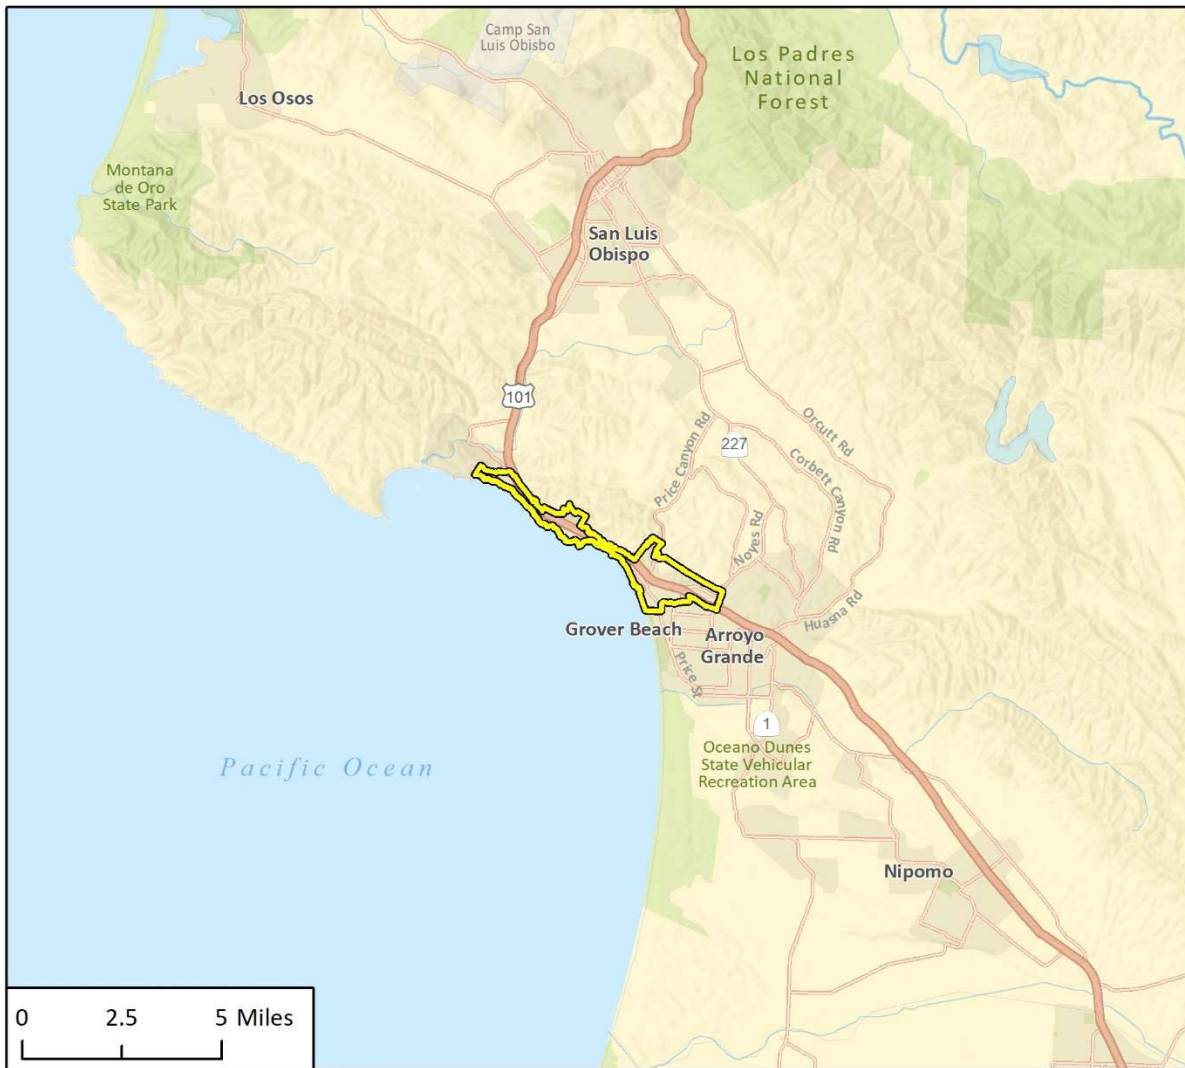 Camp San
Luis Obisbo
Los Padres
National
Forest
Los Osos
Montana
de Oro
State Park
San Luis
Obispo
101
Price Canyon Rd
227
Orcutt Rd
Corbett Canyon Rd
Noyes Rd
Huasna Rd
Grover Beach
Arroyo
Grande
Price St
1
Oceano Dunes
State Vehicular
Recreation Area
Pacific Ocean
Nipomo
0 2.5 5 Miles